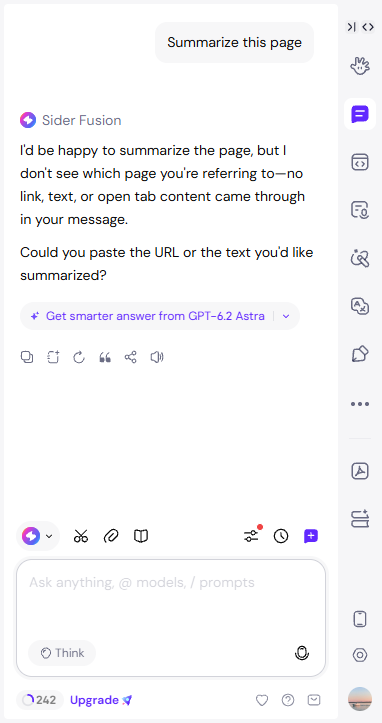 Summarize this page
Sider Fusion
I'd be happy to summarize the page, but I
don't see which page you're referring to—no
link, text, or open tab content came through
in your message.
Could you paste the URL or the text you'd like
summarized?
Get smarter answer from GPT-6.2 Astra
Ask anything, @ models, / prompts
Think
242
Upgrade